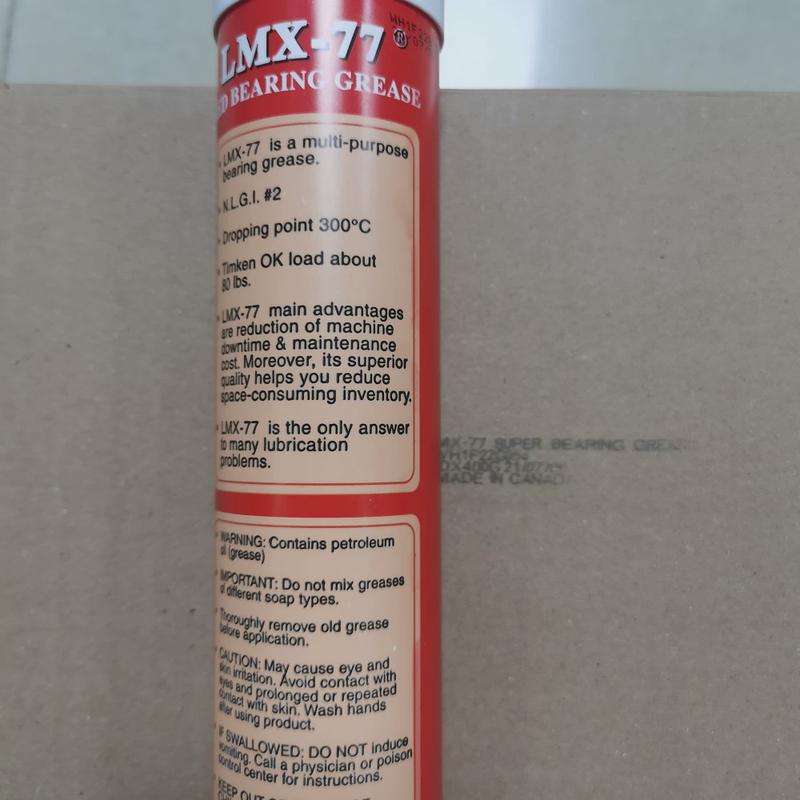 LMX-77 ®
BEARING GREASE
LMX-77 is a multi-purpose
bearing grease.
N.L.G.I. #2
Dropping point 300°C
Timken OK load about
80 lbs.
LMX-77 main advantages
are reduction of machine
downtime & maintenance
cost. Moreover, its superior
quality helps you reduce
space-consuming inventory.
LMX-77 is the only answer
to many lubrication
problems.
WARNING: Contains petroleum
oil (grease)
IMPORTANT: Do not mix greases
of different soap types.
Thoroughly remove old grease
before application.
CAUTION: May cause eye and
skin irritation. Avoid contact with
eyes and prolonged or repeated
contact with skin. Wash hands
after using product.
IF SWALLOWED: DO NOT induce
vomiting. Call a physician or poison
control center for instructions.
KEEP OUT
MX-77 SUPER BEARING GREASE
MADE IN CANADA